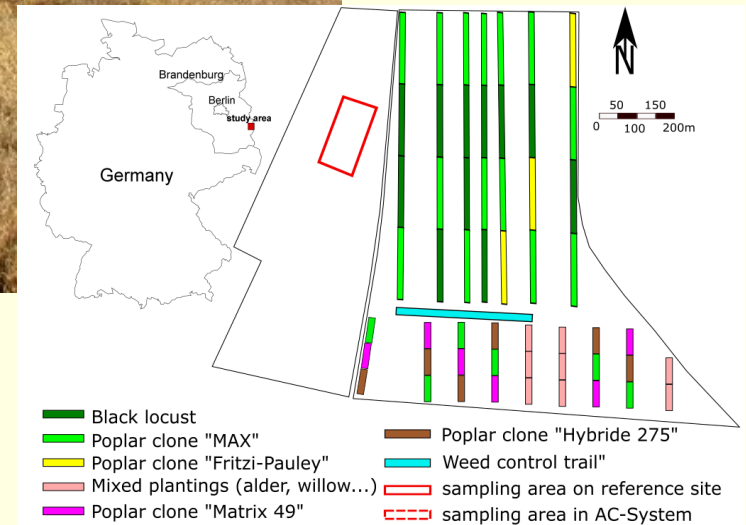 Brandenburg
Berlin
study area
Germany
N
50 150
0 100 200m
Black locust
Poplar clone "MAX"
Poplar clone "Fritzi-Pauley"
Mixed plantings (alder, willow...)
Poplar clone "Matrix 49"
Poplar clone "Hybride 275"
Weed control trail"
sampling area on reference site
sampling area in AC-System